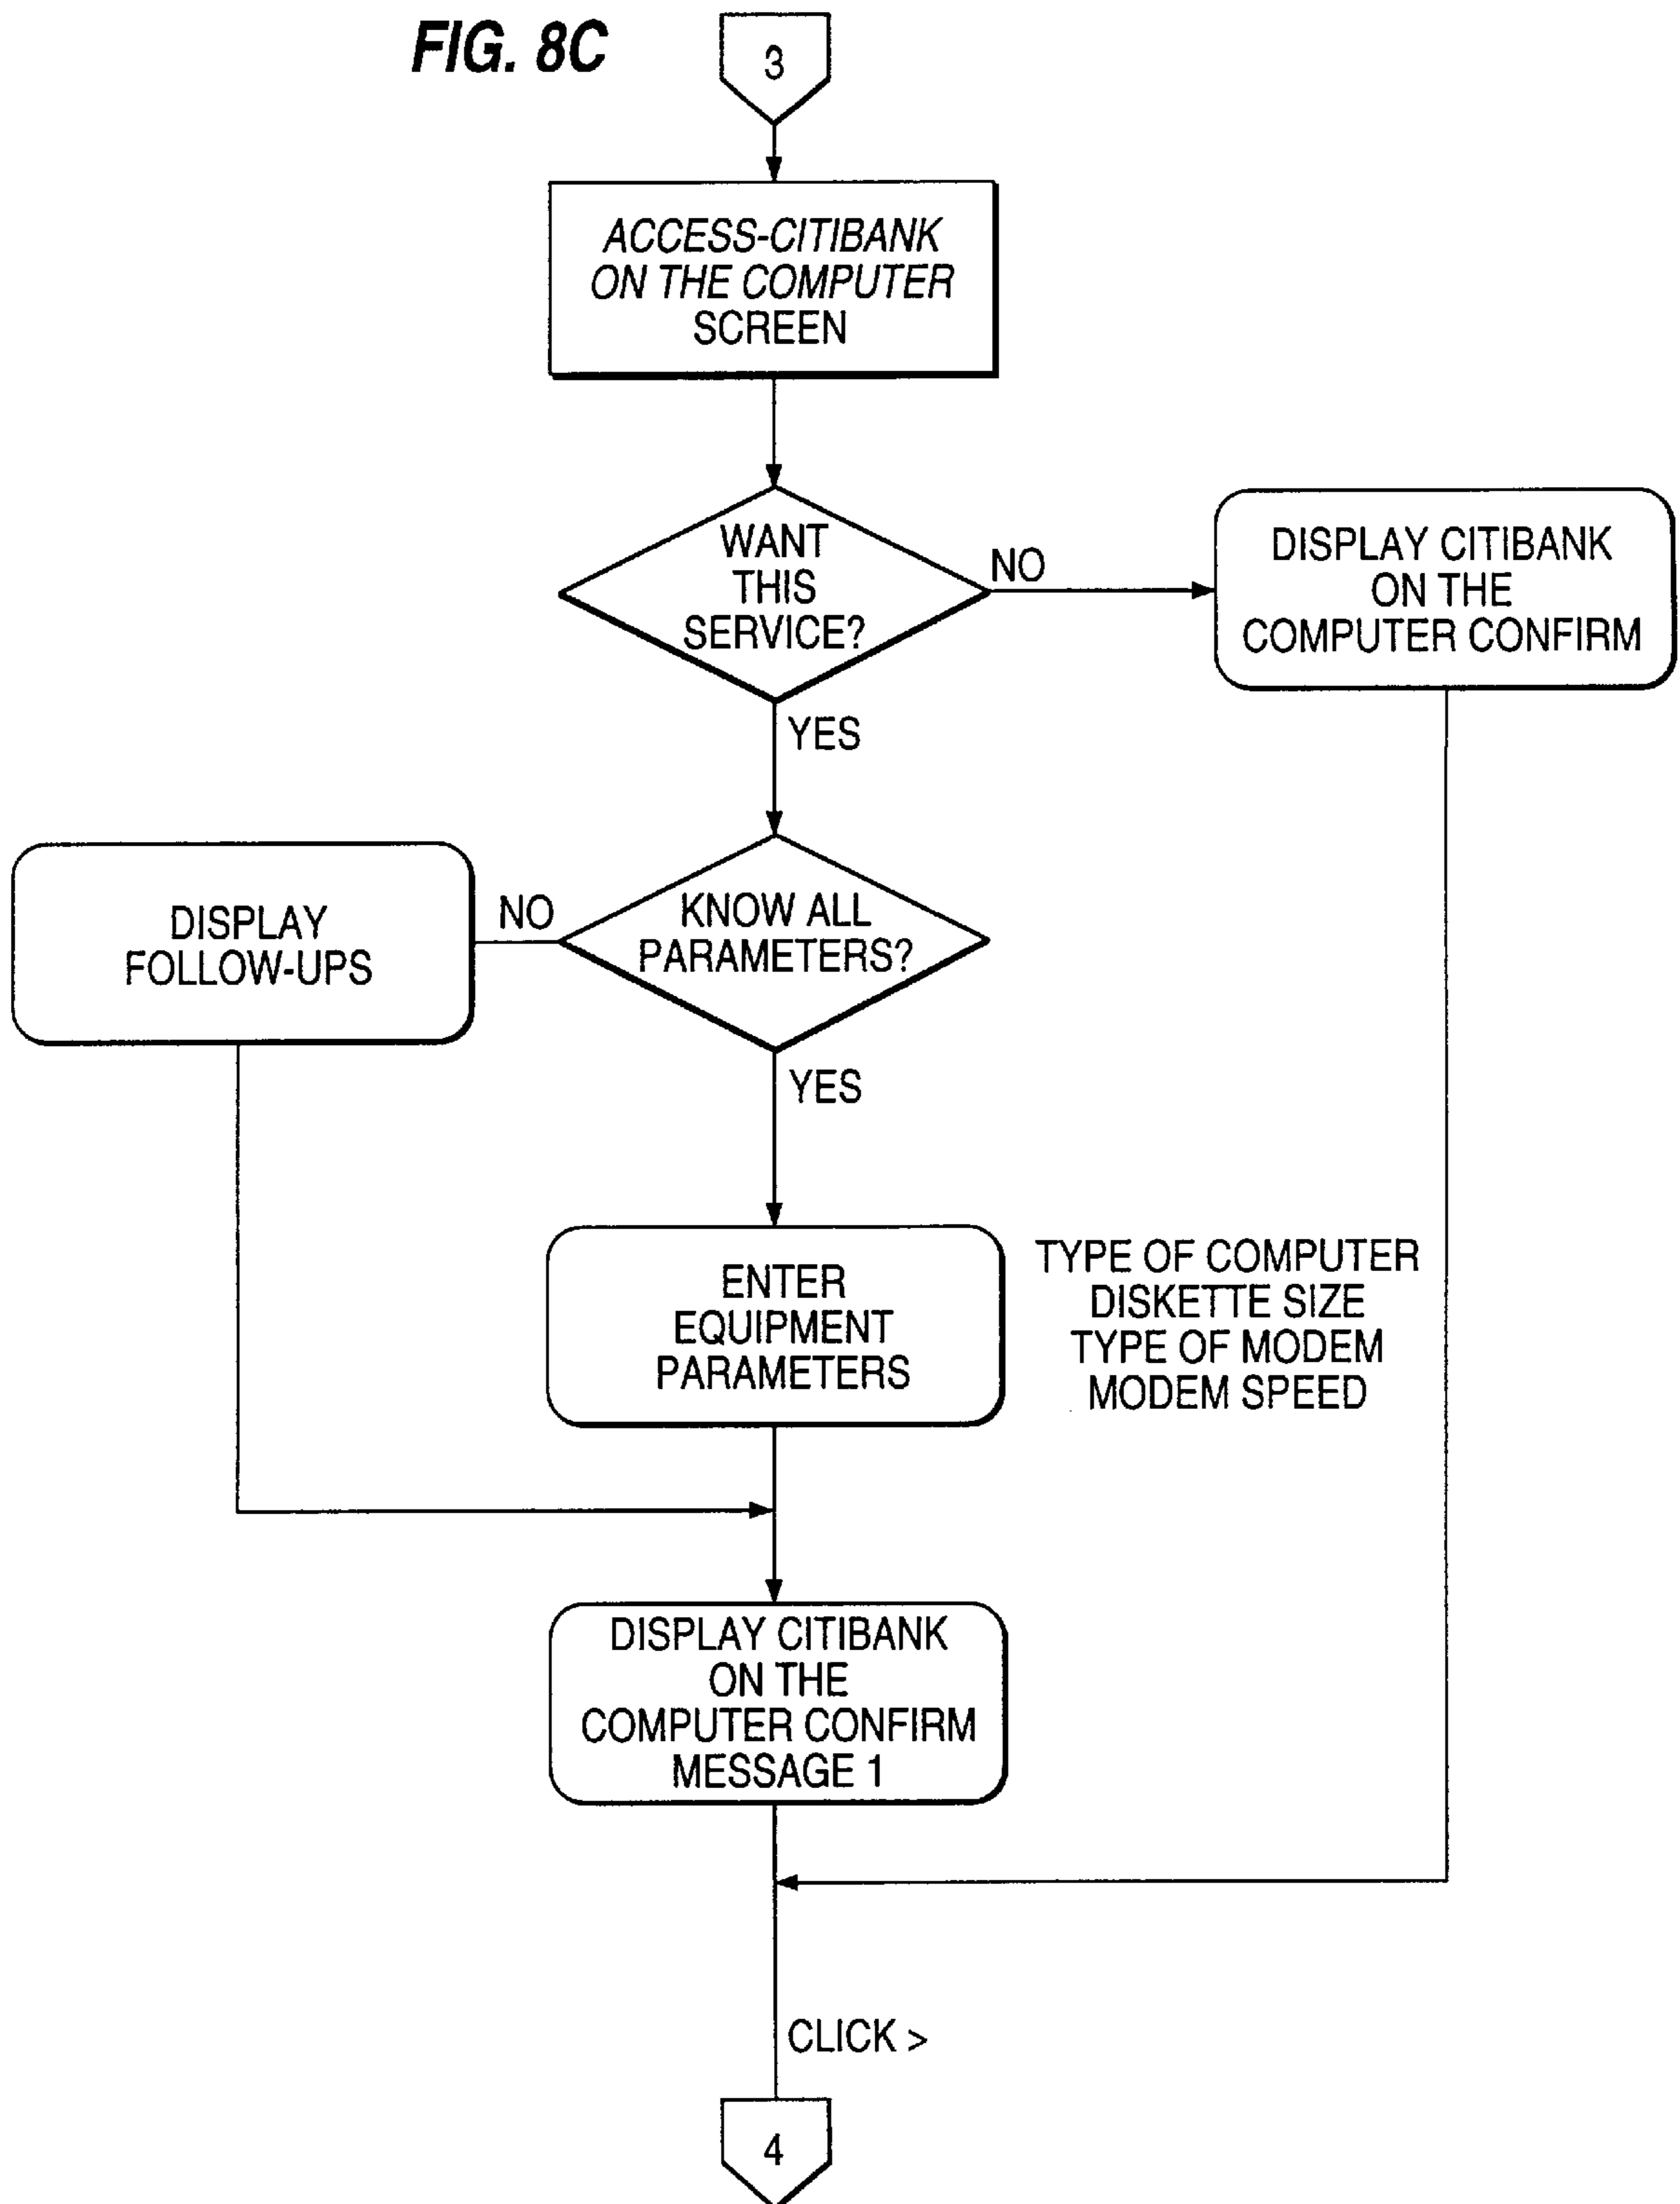 FIG. 8C
3
ACCESS-CITIBANK
ON THE COMPUTER
SCREEN
WANT
THIS
SERVICE?
NO
DISPLAY CITIBANK
ON THE
COMPUTER CONFIRM
YES
DISPLAY
FOLLOW-UPS
NO
KNOW ALL
PARAMETERS?
YES
ENTER
EQUIPMENT
PARAMETERS
TYPE OF COMPUTER
DISKETTE SIZE
TYPE OF MODEM
MODEM SPEED
DISPLAY CITIBANK
ON THE
COMPUTER CONFIRM
MESSAGE 1
CLICK >
4